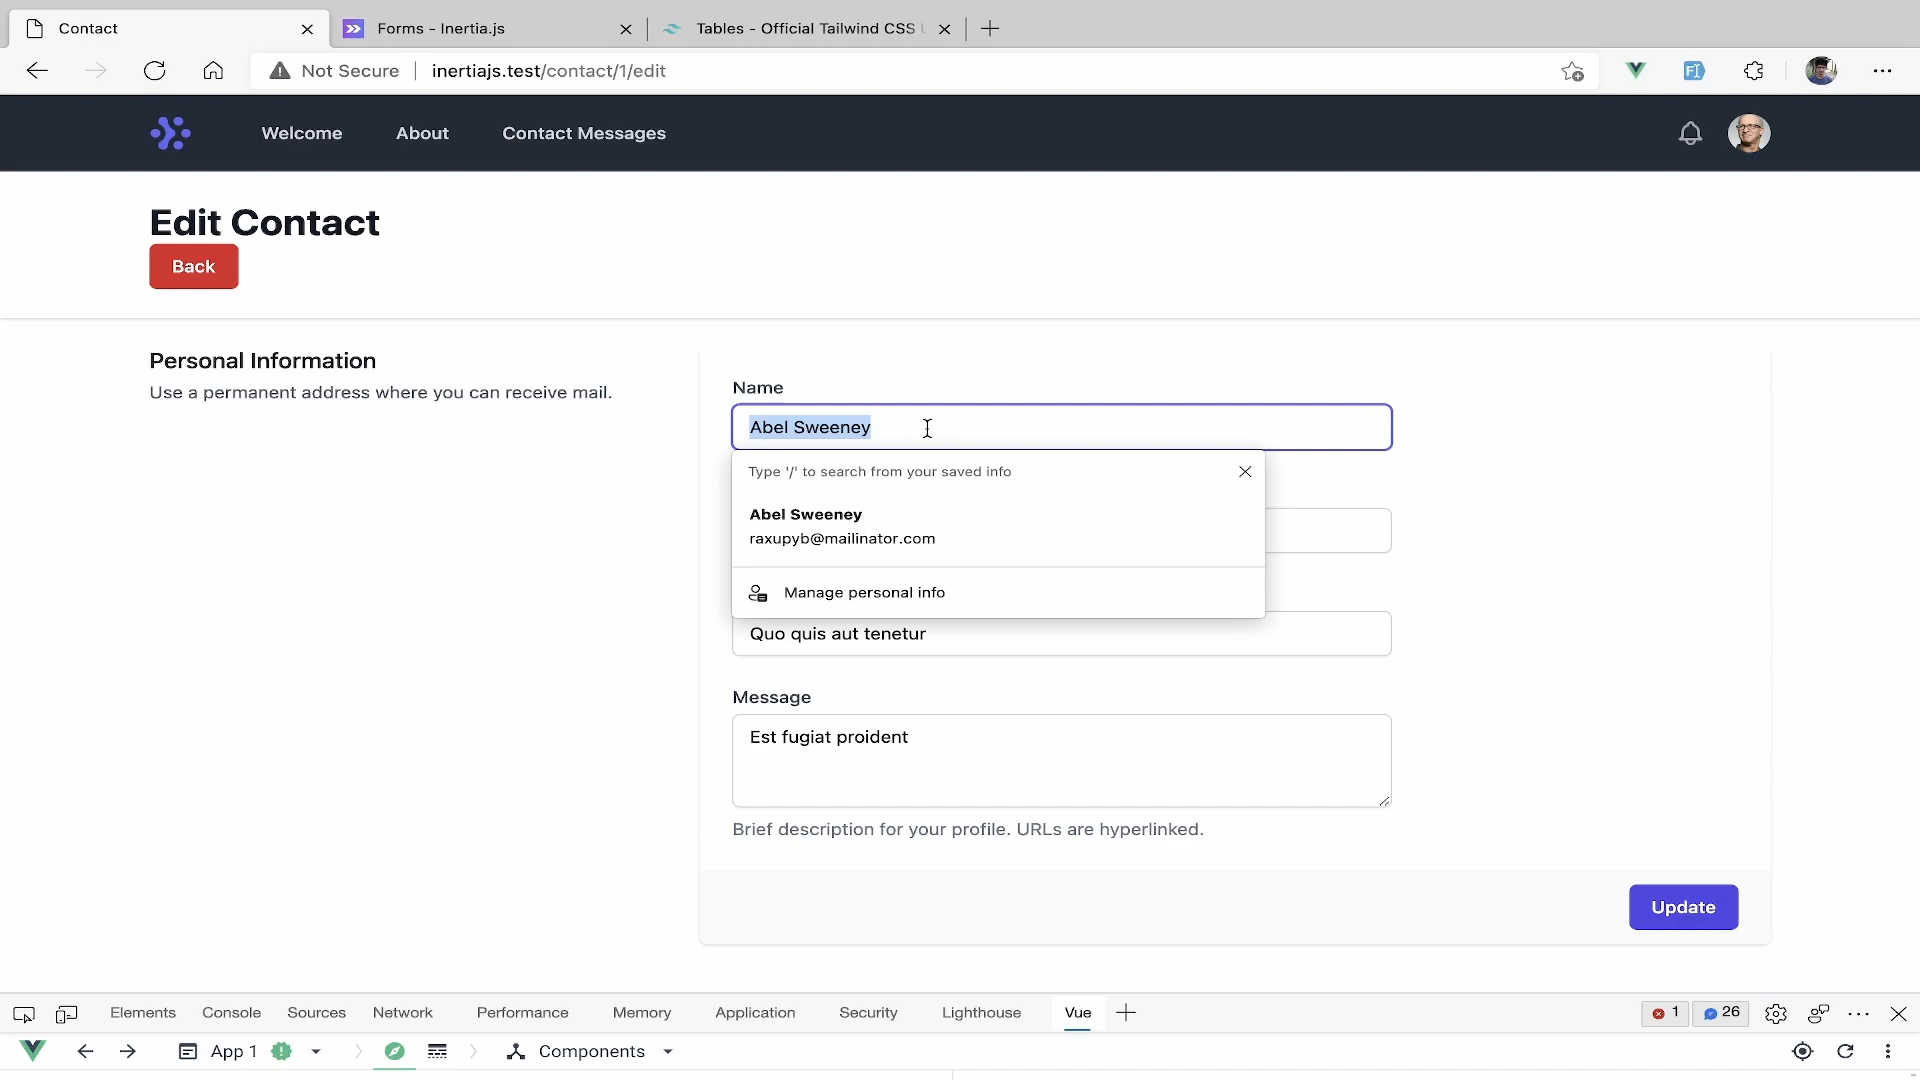 Contact
Forms - Inertia.js
Tables - Official Tailwind CSS
Not Secure
inertiajs.test/contact/1/edit
Welcome
About
Contact Messages
Edit Contact
Back
Personal Information
Use a permanent address where you can receive mail.
Name
Abel Sweeney
Type '/' to search from your saved info
Abel Sweeney
raxupyb@mailinator.com
Manage personal info
Quo quis aut tenetur
Message
Est fugiat proident
Brief description for your profile. URLs are hyperlinked.
Update
Elements
Console
Sources
Network
Performance
Memory
Application
Security
Lighthouse
Vue
1
26
App 1
Components